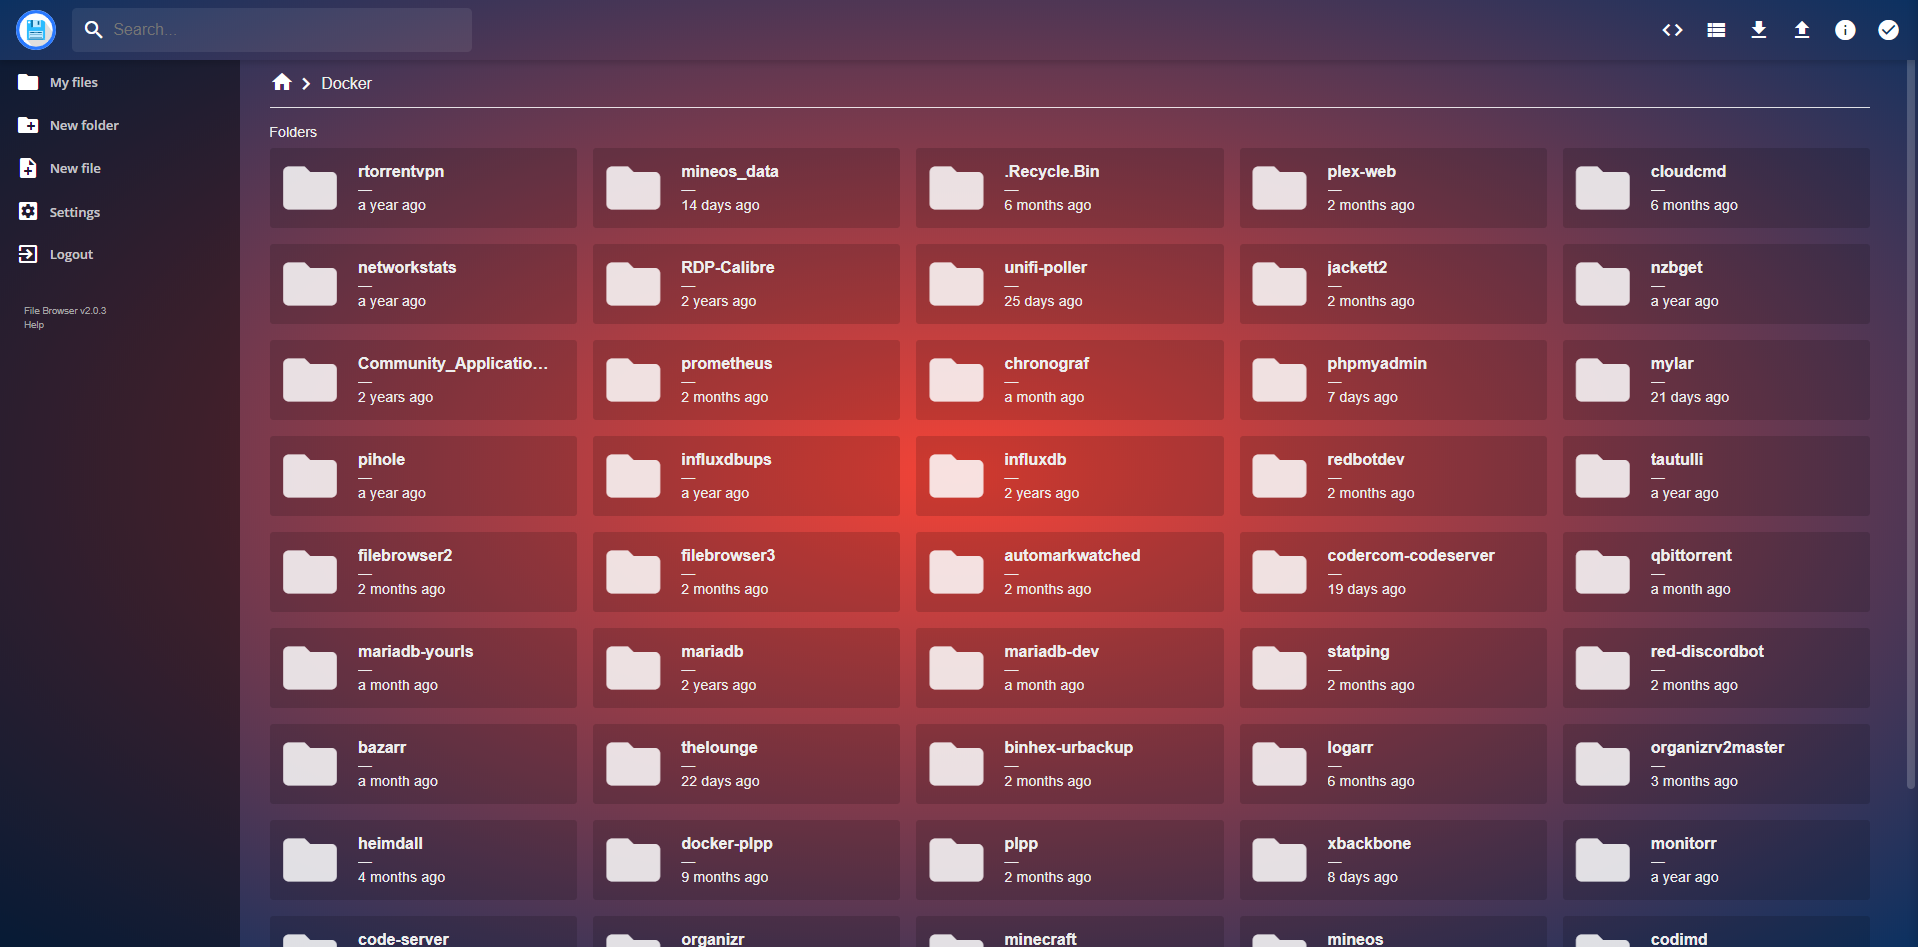 Search...
My files
New folder
New file
Settings
Logout
File Browser v2.0.3
Help
Docker
Folders
rtorrentvpn
—
a year ago
mineos_data
—
14 days ago
.Recycle.Bin
—
6 months ago
plex-web
—
2 months ago
cloudcmd
—
6 months ago
networkstats
—
a year ago
RDP-Calibre
—
2 years ago
unifi-poller
—
25 days ago
jackett2
—
2 months ago
nzbget
—
a year ago
Community_Applicatio...
—
2 years ago
prometheus
—
2 months ago
chronograf
—
a month ago
phpmyadmin
—
7 days ago
mylar
—
21 days ago
pihole
—
a year ago
influxdbups
—
a year ago
influxdb
—
2 years ago
redbotdev
—
2 months ago
tautulli
—
a year ago
filebrowser2
—
2 months ago
filebrowser3
—
2 months ago
automarkwatched
—
2 months ago
codercom-codeserver
—
19 days ago
qbittorrent
—
a month ago
mariadb-yourls
—
a month ago
mariadb
—
2 years ago
mariadb-dev
—
a month ago
statping
—
2 months ago
red-discordbot
—
2 months ago
bazarr
—
a month ago
thelounge
—
22 days ago
binhex-urbackup
—
2 months ago
logarr
—
6 months ago
organizrv2master
—
3 months ago
heimdall
—
4 months ago
docker-plpp
—
9 months ago
plpp
—
2 months ago
xbackbone
—
8 days ago
monitorr
—
a year ago
code-server
organizr
minecraft
mineos
codimd